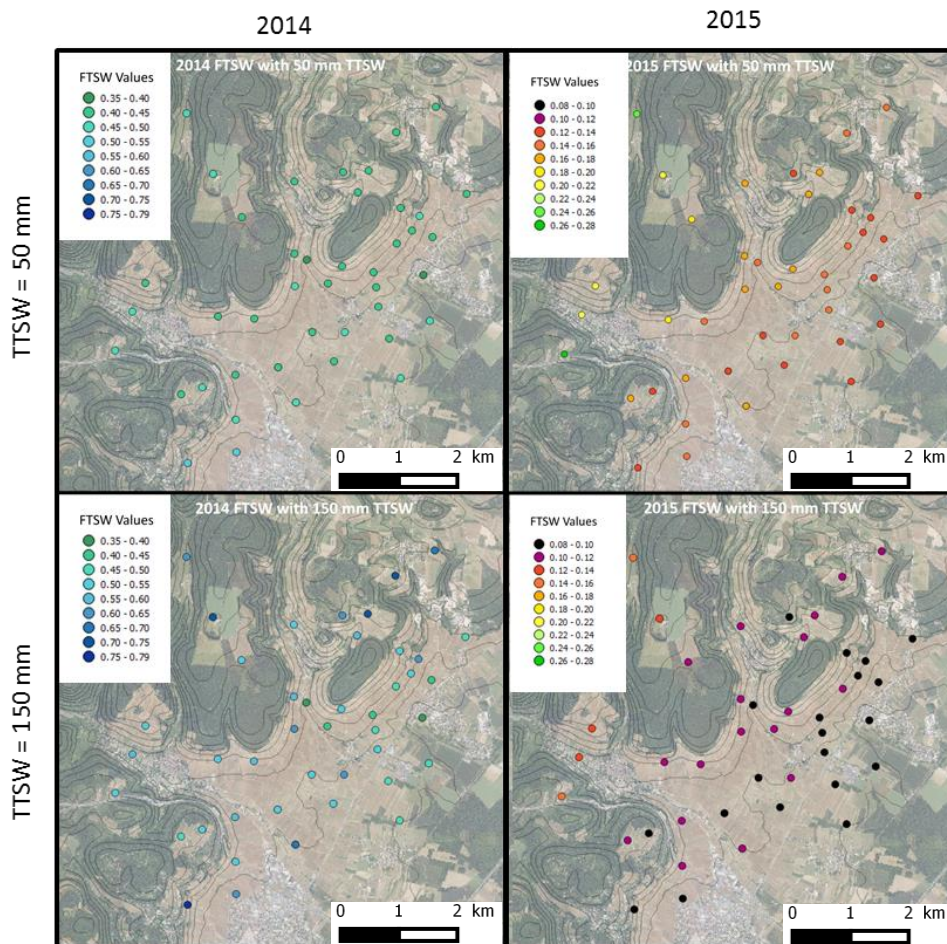 2014
2015
TTSW = 50 mm
2014 FTSW with 50 mm TTSW
FTSW Values
0.35 - 0.40
0.40 - 0.45
0.45 - 0.50
0.50 - 0.55
0.55 - 0.60
0.60 - 0.65
0.65 - 0.70
0.70 - 0.75
0.75 - 0.79
0 1 2 km
2015 FTSW with 50 mm TTSW
FTSW Values
0.08 - 0.10
0.10 - 0.12
0.12 - 0.14
0.14 - 0.16
0.16 - 0.18
0.18 - 0.20
0.20 - 0.22
0.22 - 0.24
0.24 - 0.26
0.26 - 0.28
0 1 2 km
TTSW = 150 mm
2014 FTSW with 150 mm TTSW
FTSW Values
0.35 - 0.40
0.40 - 0.45
0.45 - 0.50
0.50 - 0.55
0.55 - 0.60
0.60 - 0.65
0.65 - 0.70
0.70 - 0.75
0.75 - 0.79
0 1 2 km
2015 FTSW with 150 mm TTSW
FTSW Values
0.08 - 0.10
0.10 - 0.12
0.12 - 0.14
0.14 - 0.16
0.16 - 0.18
0.18 - 0.20
0.20 - 0.22
0.22 - 0.24
0.24 - 0.26
0.26 - 0.28
0 1 2 km